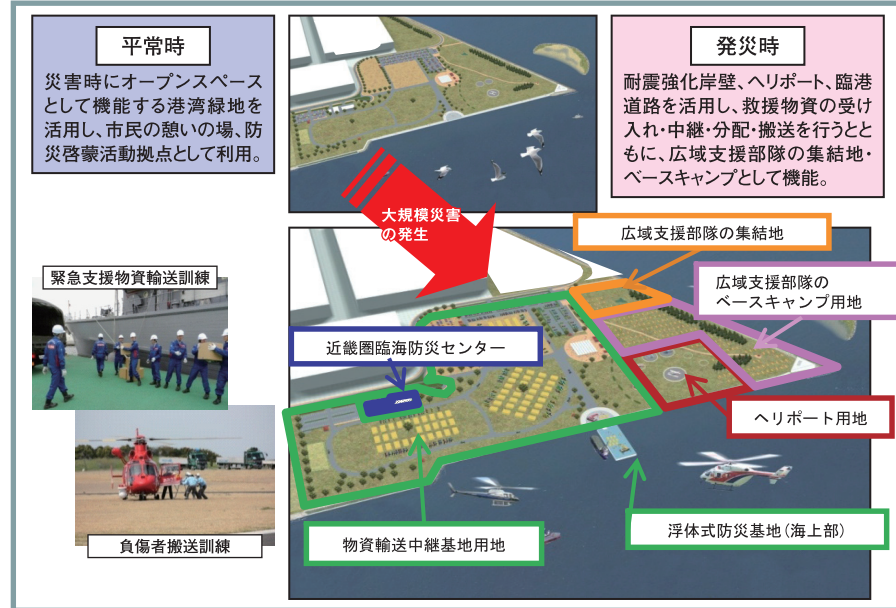 平常時
災害時にオープンスペース
として機能する港湾緑地を
活用し、市民の憩いの場、防
災啓蒙活動拠点として利用。
発災時
耐震強化岸壁、ヘリポート、臨港
道路を活用し、救援物資の受け
入れ・中継・分配・搬送を行うとと
もに、広域支援部隊の集結地・
ベースキャンプとして機能。
大規模災害
の発生
広域支援部隊の集結地
広域支援部隊の
ベースキャンプ用地
緊急支援物資輸送訓練
近畿圏臨海防災センター
ヘリポート用地
物資輸送中継基地用地
浮体式防災基地(海上部)
負傷者搬送訓練